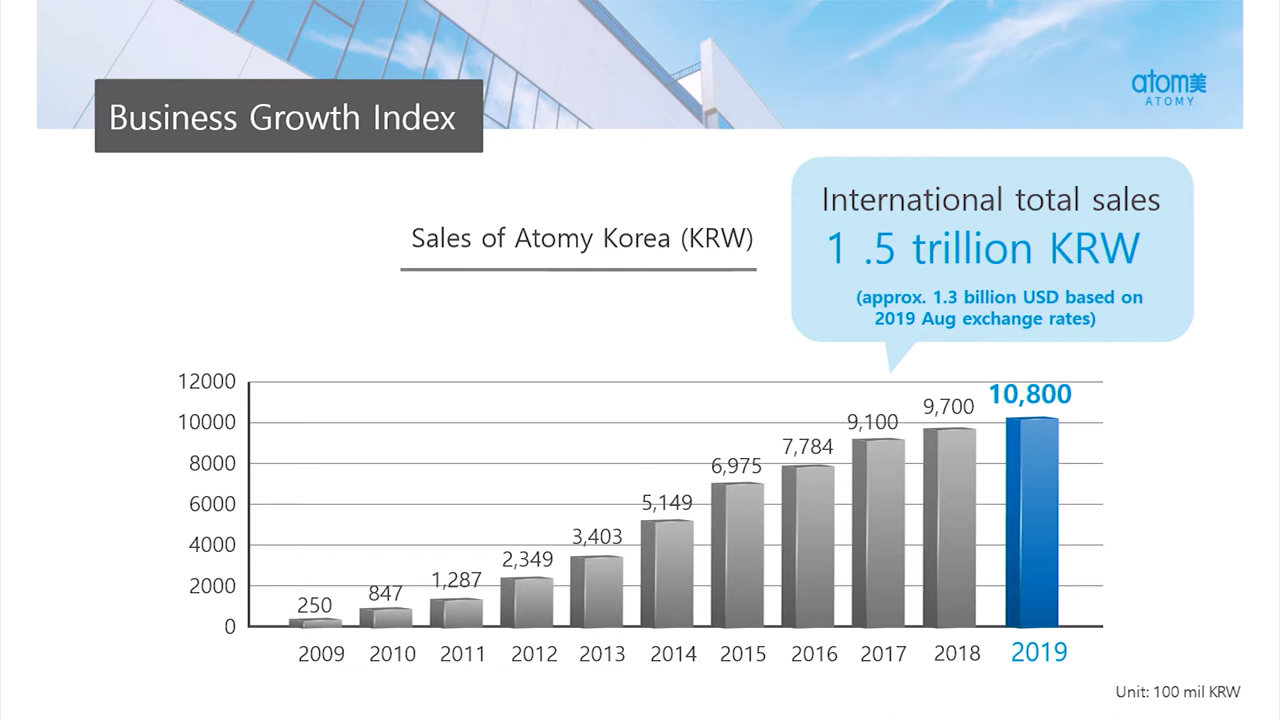 Business Growth Index
atom美
ATOMY
International total sales
1 .5 trillion KRW
(approx. 1.3 billion USD based on
2019 Aug exchange rates)
Sales of Atomy Korea (KRW)
12000
10000
8000
6000
4000
2000
0
250
847
1,287
2,349
3,403
5,149
6,975
7,784
9,100
9,700
10,800
2009 2010 2011 2012 2013 2014 2015 2016 2017 2018 2019
Unit: 100 mil KRW